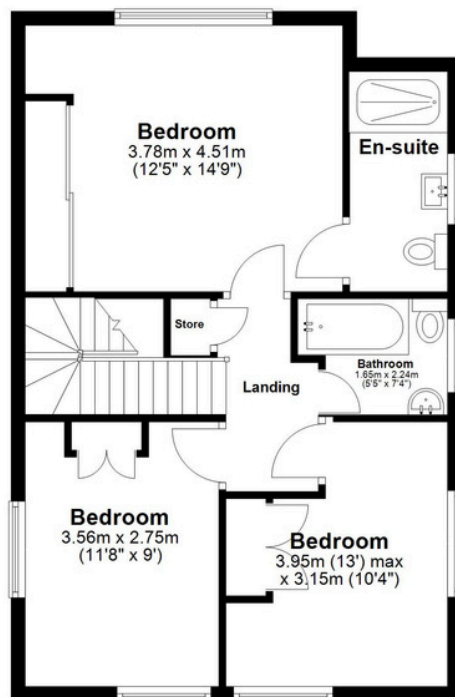 Bedroom
3.78m x 4.51m
(12'5" x 14'9")
En-suite
Store
Bathroom
1.65m x 2.24m
(5'5" x 7'4")
Landing
Bedroom
3.56m x 2.75m
(11'8" x 9')
Bedroom
3.95m (13') max
x 3.15m (10'4")